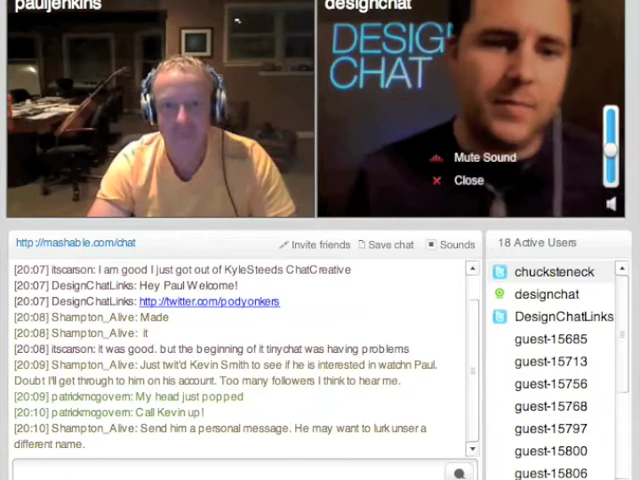 pauljenkins
designchat
DESIG
CHAT
Mute Sound
Close
http://mashable.com/chat
Invite friends
Save chat
Sounds
18 Active Users
[20:07] itscarson: I am good I just got out of KyleSteeds ChatCreative
[20:07] DesignChatLinks: Hey Paul Welcome!
[20:07] DesignChatLinks: http://twitter.com/podyonkers
[20:08] Shampton_Alive: Made
[20:08] Shampton_Alive: it
[20:08] itscarson: it was good. but the beginning of it tinychat was having problems
[20:09] Shampton_Alive: Just twit'd Kevin Smith to see if he is interested in watchn Paul.
Doubt I'll get through to him on his account. Too many followers I think to hear me.
[20:09] patrickmcgovern: My head just popped
[20:10] patrickmcgovern: Call Kevin up!
[20:10] Shampton_Alive: Send him a personal message. He may want to lurk unser a
different name.
chucksteneck
designchat
DesignChatLinks
guest-15685
guest-15713
guest-15756
guest-15768
guest-15797
guest-15800
guest-15806